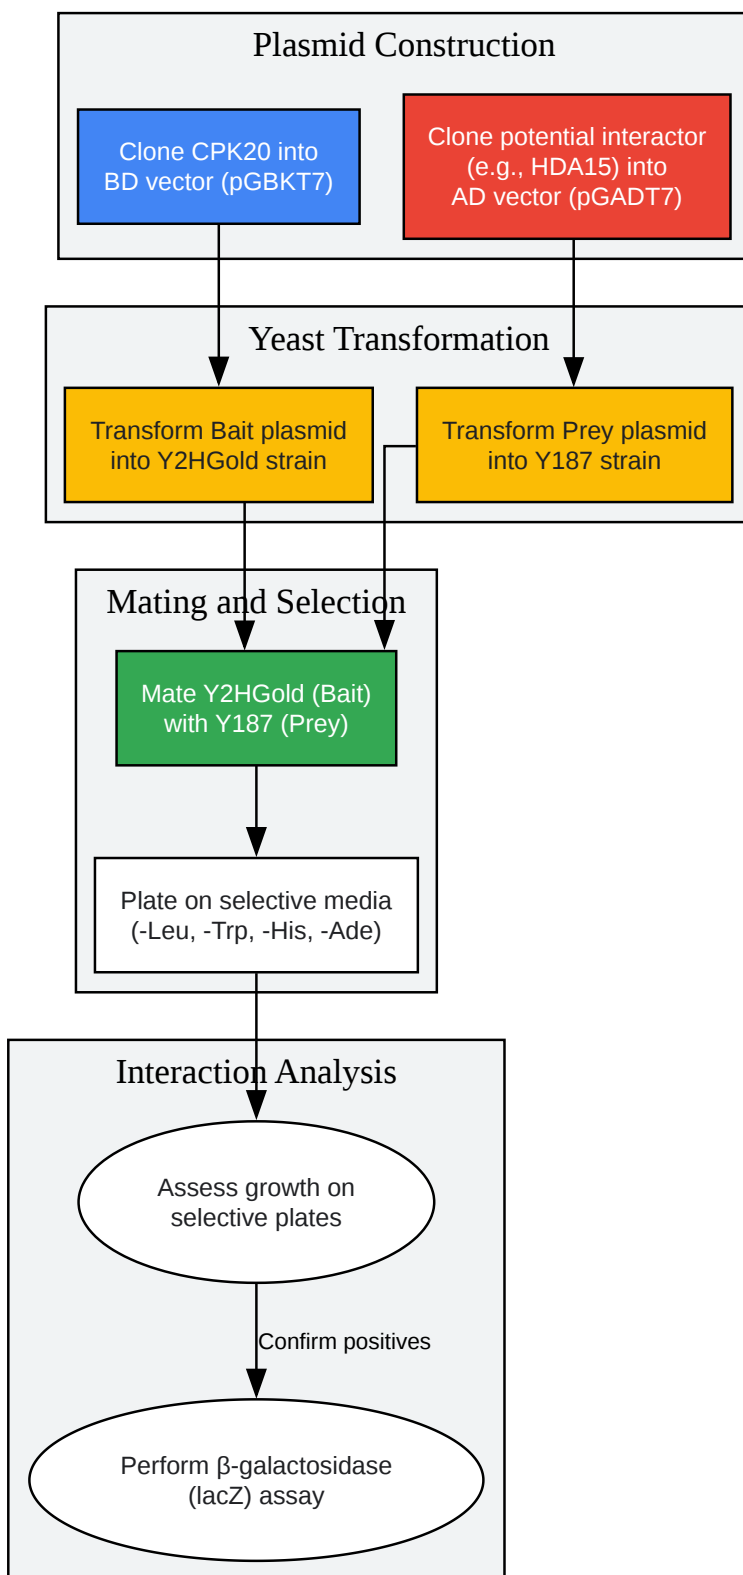 Plasmid Construction
Clone CPK20 into
BD vector (pGBKT7)
Clone potential interactor
(e.g., HDA15) into
AD vector (pGADT7)
Yeast Transformation
Transform Bait plasmid
into Y2HGold strain
Transform Prey plasmid
into Y187 strain
Mating and Selection
Mate Y2HGold (Bait)
with Y187 (Prey)
Plate on selective media
(-Leu, -Trp, -His, -Ade)
Interaction Analysis
Assess growth on
selective plates
Confirm positives
Perform β-galactosidase
(lacZ) assay